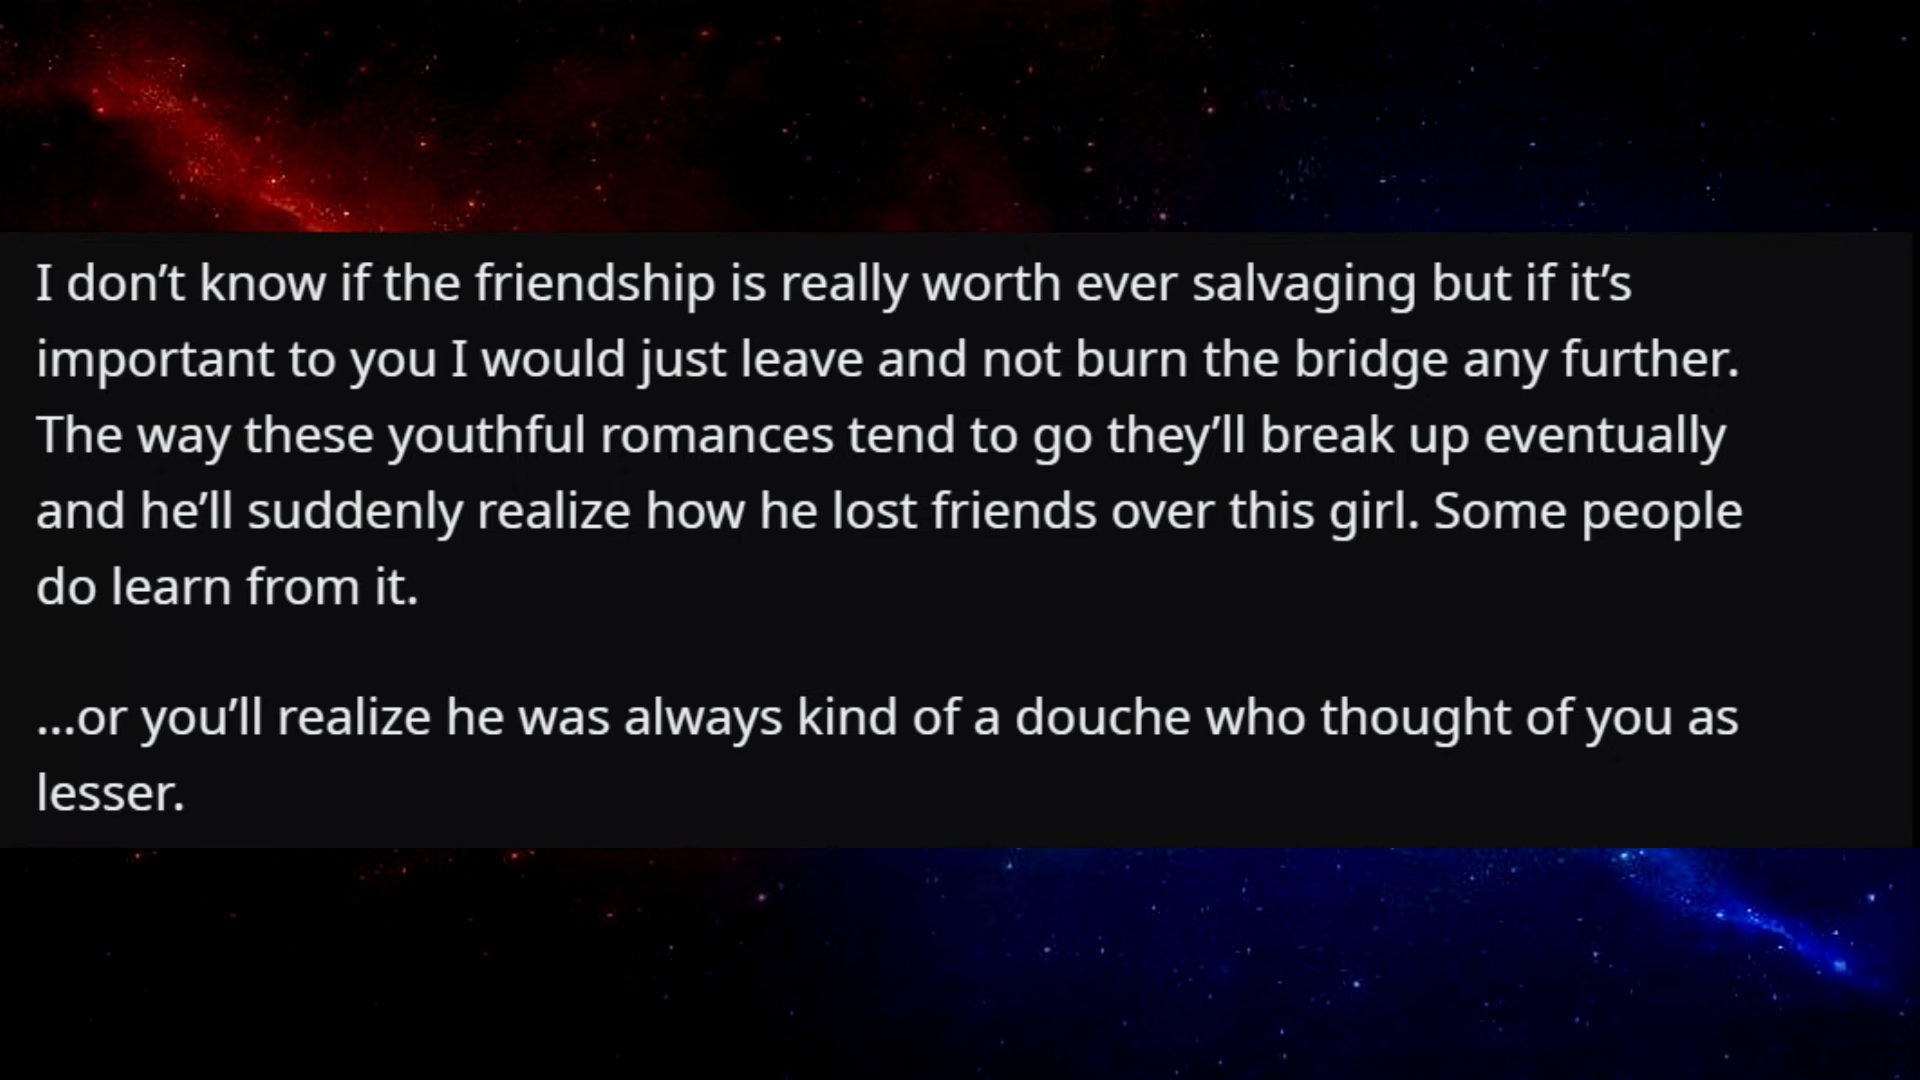 I don’t know if the friendship is really worth ever salvaging but if it’s
important to you I would just leave and not burn the bridge any further.
The way these youthful romances tend to go they’ll break up eventually
and he’ll suddenly realize how he lost friends over this girl. Some people
do learn from it.
...or you’ll realize he was always kind of a douche who thought of you as
lesser.